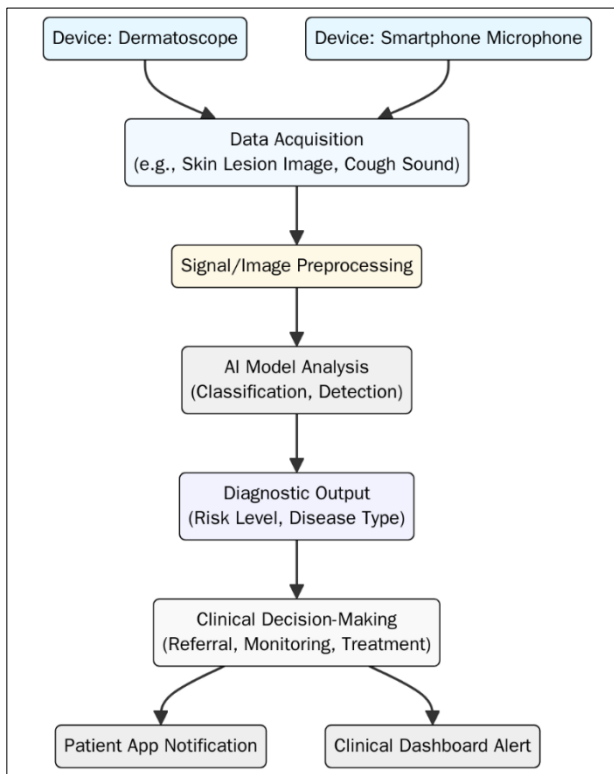 Device: Dermatoscope
Device: Smartphone Microphone
Data Acquisition
(e.g., Skin Lesion Image, Cough Sound)
Signal/Image Preprocessing
AI Model Analysis
(Classification, Detection)
Diagnostic Output
(Risk Level, Disease Type)
Clinical Decision-Making
(Referral, Monitoring, Treatment)
Patient App Notification
Clinical Dashboard Alert